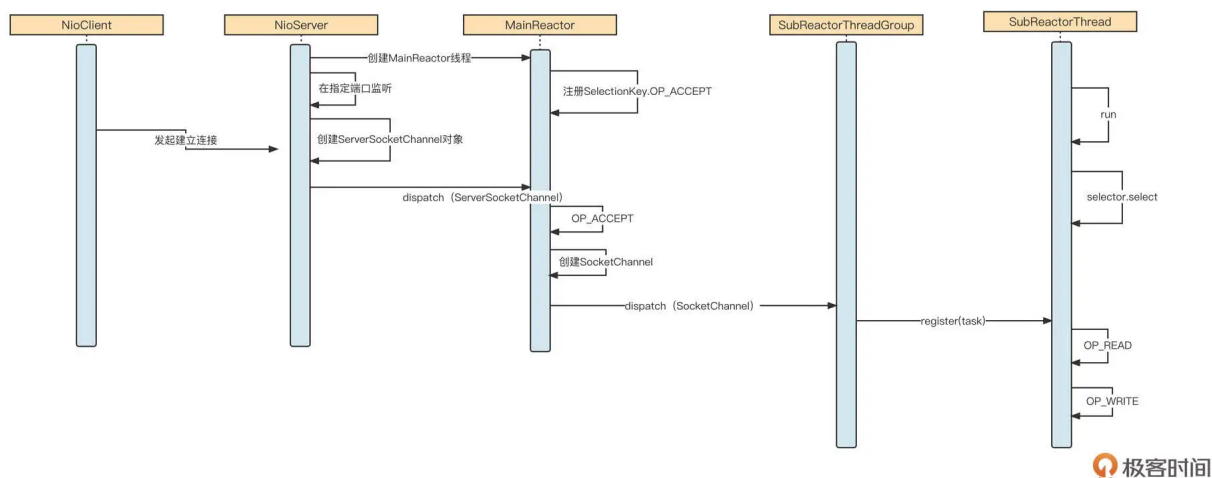 NioClient
NioServer
MainReactor
SubReactorThreadGroup
SubReactorThread
创建MainReactor线程
在指定端口监听
注册SelectionKey.OP_ACCEPT
run
发起建立连接
创建ServerSocketChannel对象
dispatch（ServerSocketChannel）
selector.select
OP_ACCEPT
创建SocketChannel
dispatch（SocketChannel）
register(task)
OP_READ
OP_WRITE
极客时间